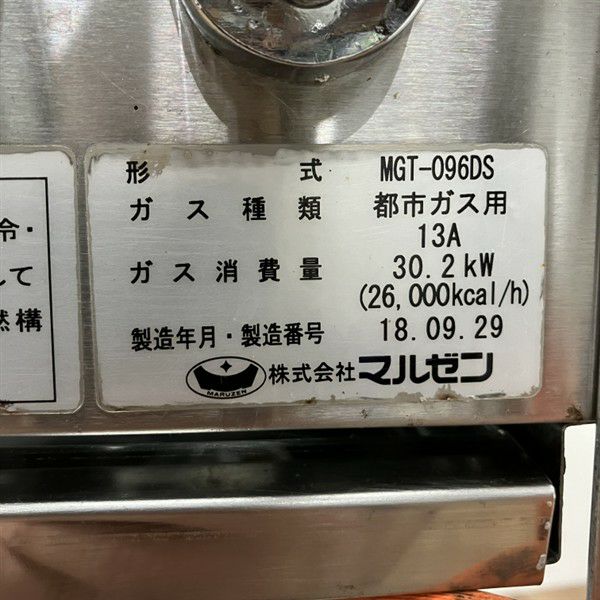 令・
して
然構
形式 MGT-096DS
ガス種類 都市ガス用
13A
ガス消費量 30.2kW
(26,000kcal/h)
製造年月・製造番号 18.09.29
MARUZEN 株式会社マルゼン